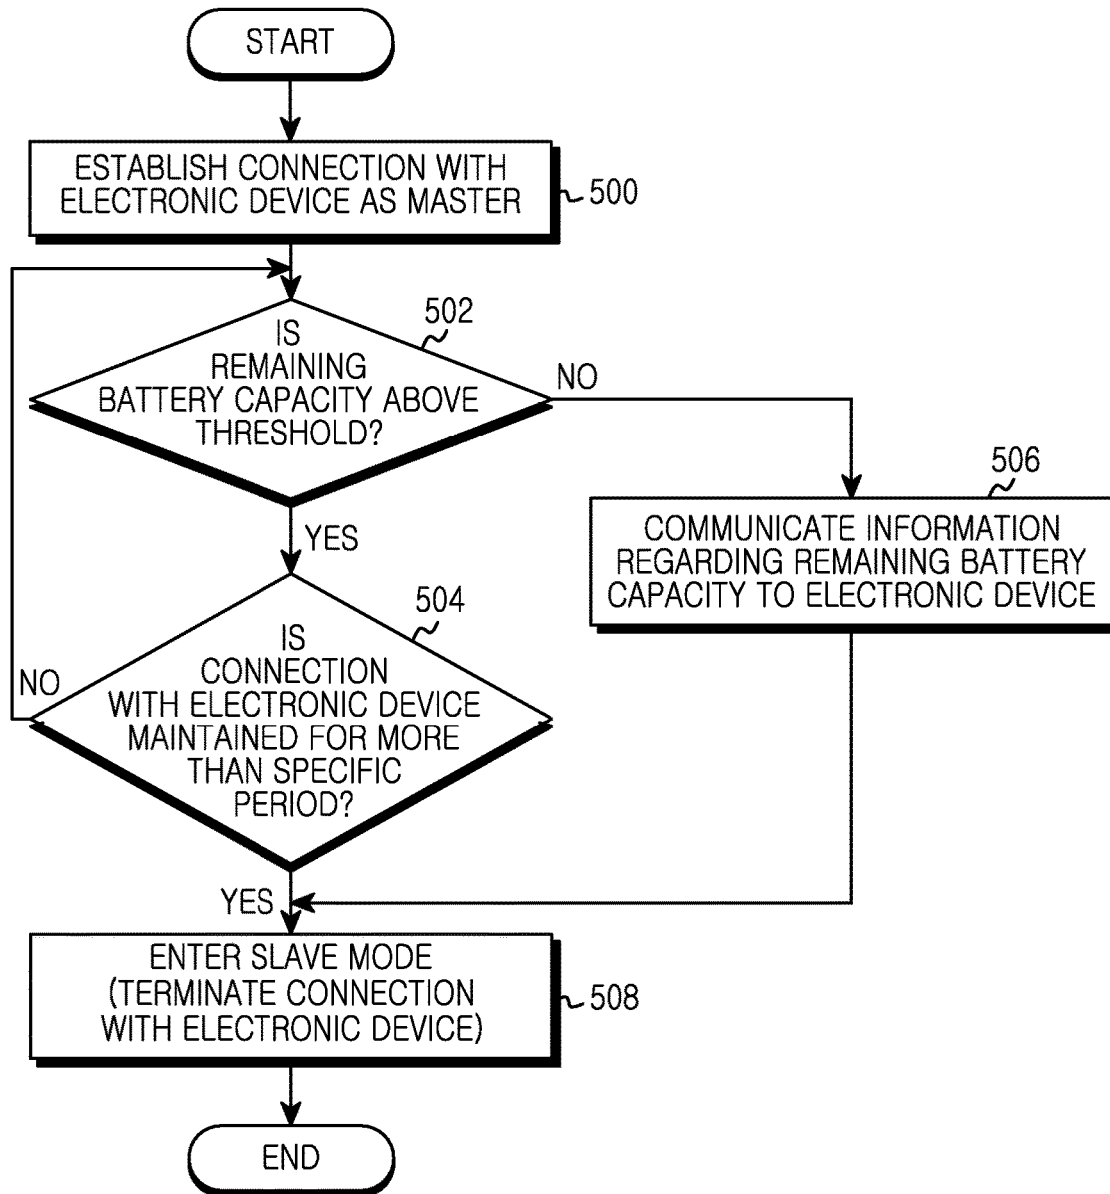 START
ESTABLISH CONNECTION WITH
ELECTRONIC DEVICE AS MASTER
500
502
IS
REMAINING
BATTERY CAPACITY ABOVE
THRESHOLD?
NO
YES
506
COMMUNICATE INFORMATION
REGARDING REMAINING BATTERY
CAPACITY TO ELECTRONIC DEVICE
504
IS
CONNECTION
WITH ELECTRONIC DEVICE
MAINTAINED FOR MORE
THAN SPECIFIC
PERIOD?
NO
YES
ENTER SLAVE MODE
(TERMINATE CONNECTION
WITH ELECTRONIC DEVICE)
508
END